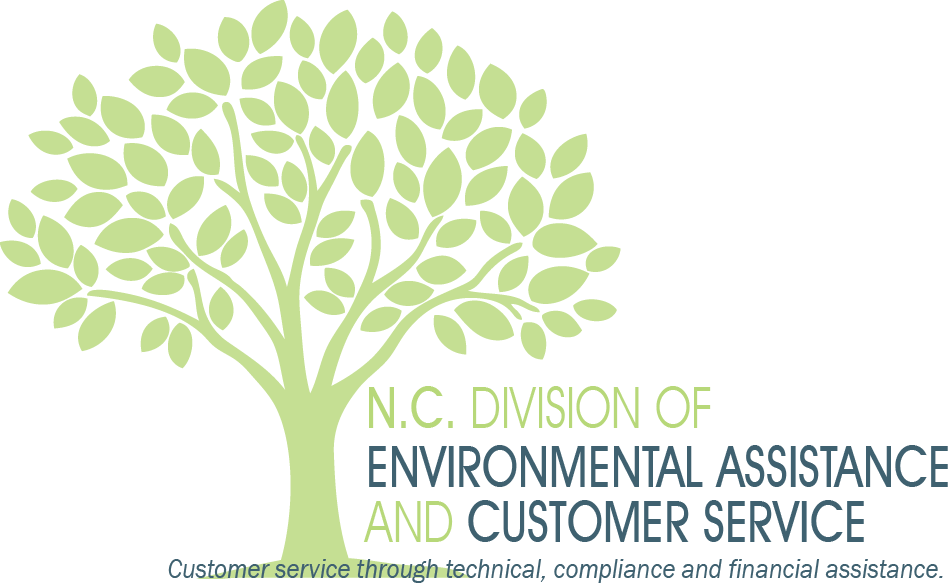 N.C. DIVISION OF
ENVIRONMENTAL ASSISTANCE
AND CUSTOMER SERVICE
Customer service through technical, compliance and financial assistance.